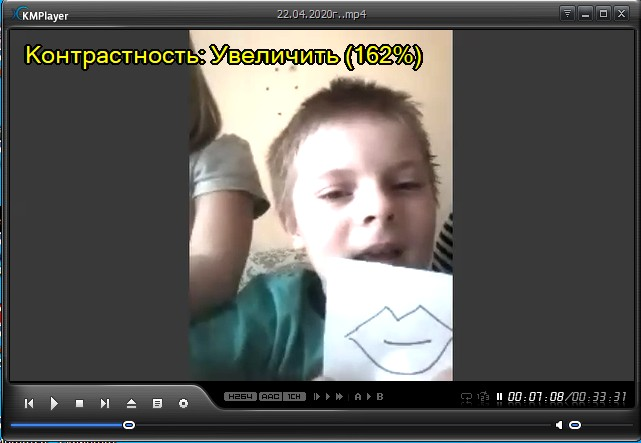 KMPlayer
22.04.2020г..mp4
Контрастность: Увеличить (162%)
H264 AAC 1CH A B 00:07:08/00:33:31